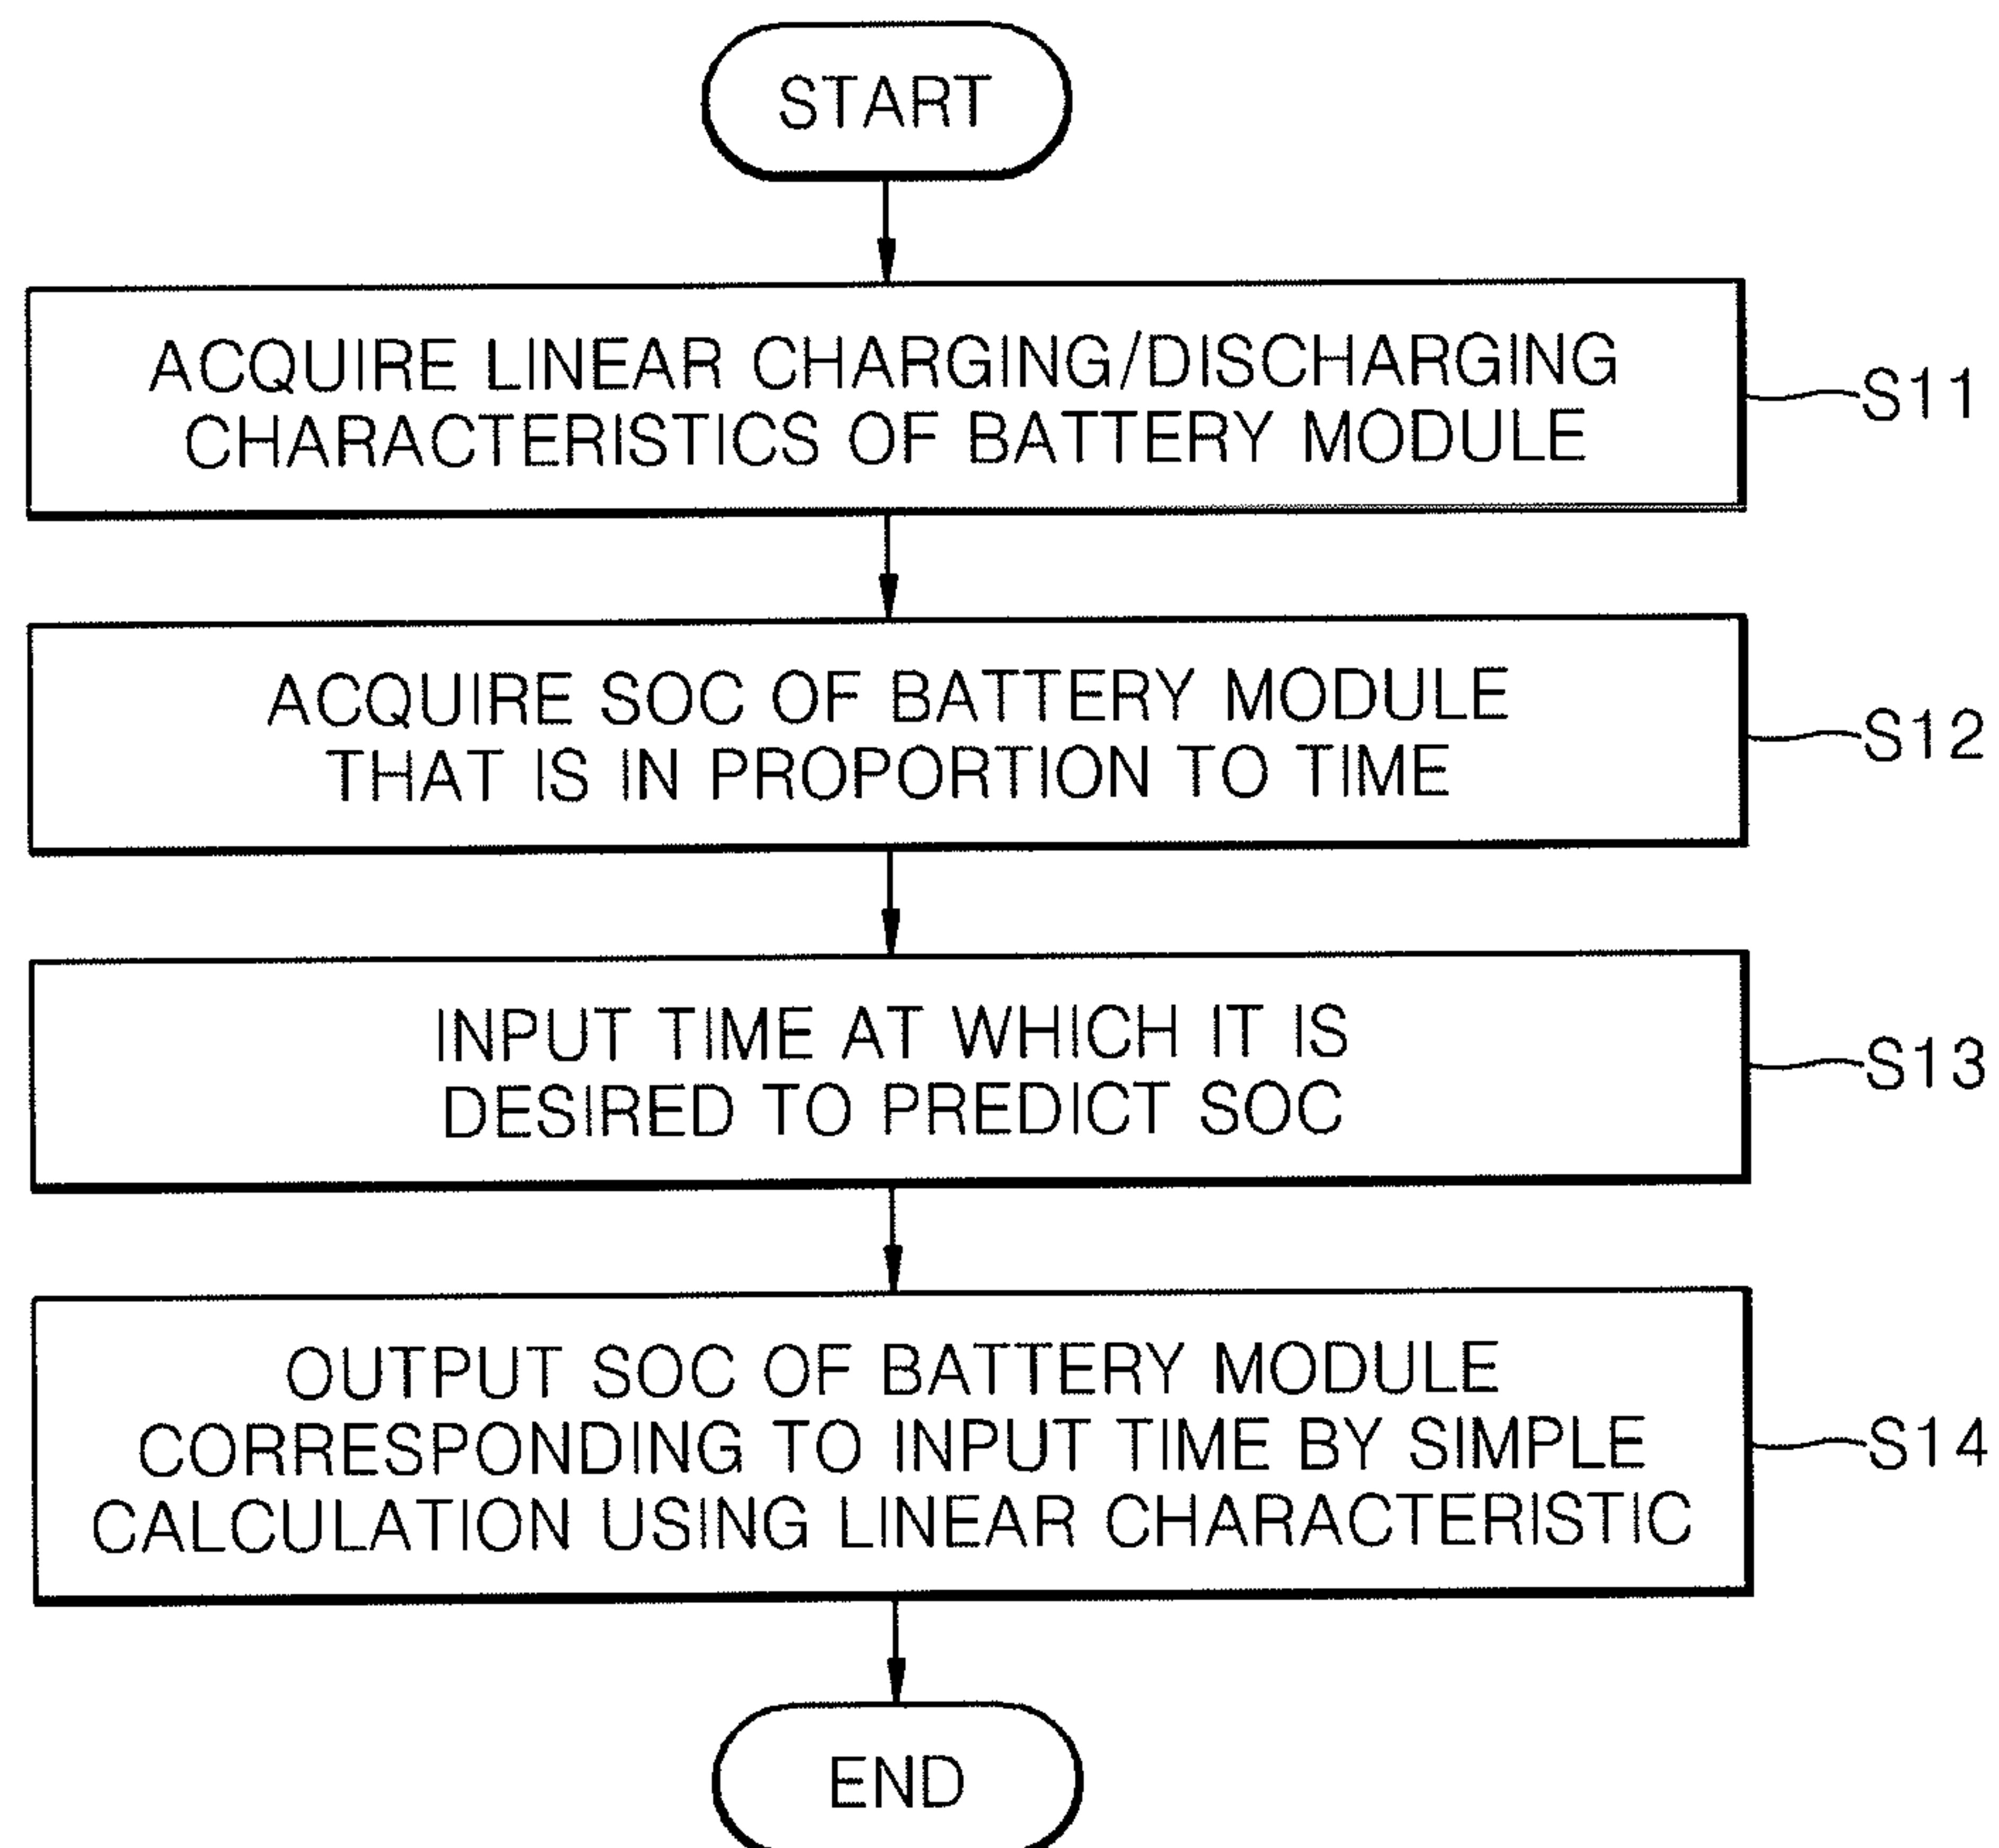 START
ACQUIRE LINEAR CHARGING/DISCHARGING
CHARACTERISTICS OF BATTERY MODULE
S11
ACQUIRE SOC OF BATTERY MODULE
THAT IS IN PROPORTION TO TIME
S12
INPUT TIME AT WHICH IT IS
DESIRED TO PREDICT SOC
S13
OUTPUT SOC OF BATTERY MODULE
CORRESPONDING TO INPUT TIME BY SIMPLE
CALCULATION USING LINEAR CHARACTERISTIC
S14
END